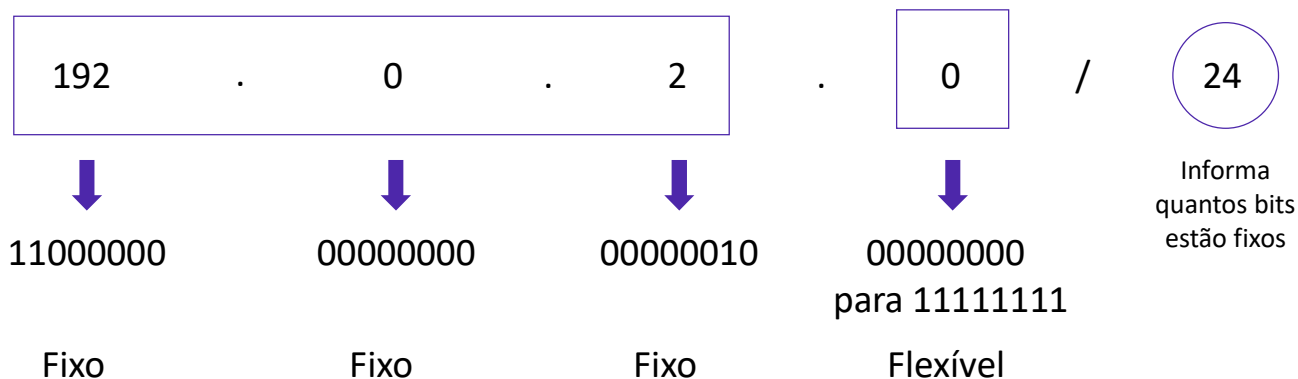 192 . 0 . 2 . 0 / 24
Informa
quantos bits
estão fixos
11000000 00000000 00000010 00000000
para 11111111
Fixo Fixo Fixo Flexível